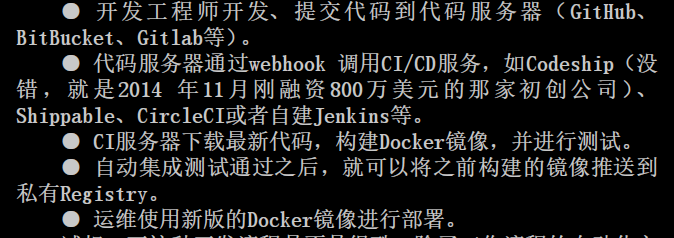 ● 开发工程师开发、提交代码到代码服务器（GitHub、
BitBucket、Gitlab等）。
● 代码服务器通过webhook 调用CI/CD服务，如Codeship（没
错，就是2014 年11月刚融资800万美元的那家初创公司）、
Shippable、CircleCI或者自建Jenkins等。
● CI服务器下载最新代码，构建Docker镜像，并进行测试。
● 自动集成测试通过之后，就可以将之前构建的镜像推送到
私有Registry。
● 运维使用新版的Docker镜像进行部署。